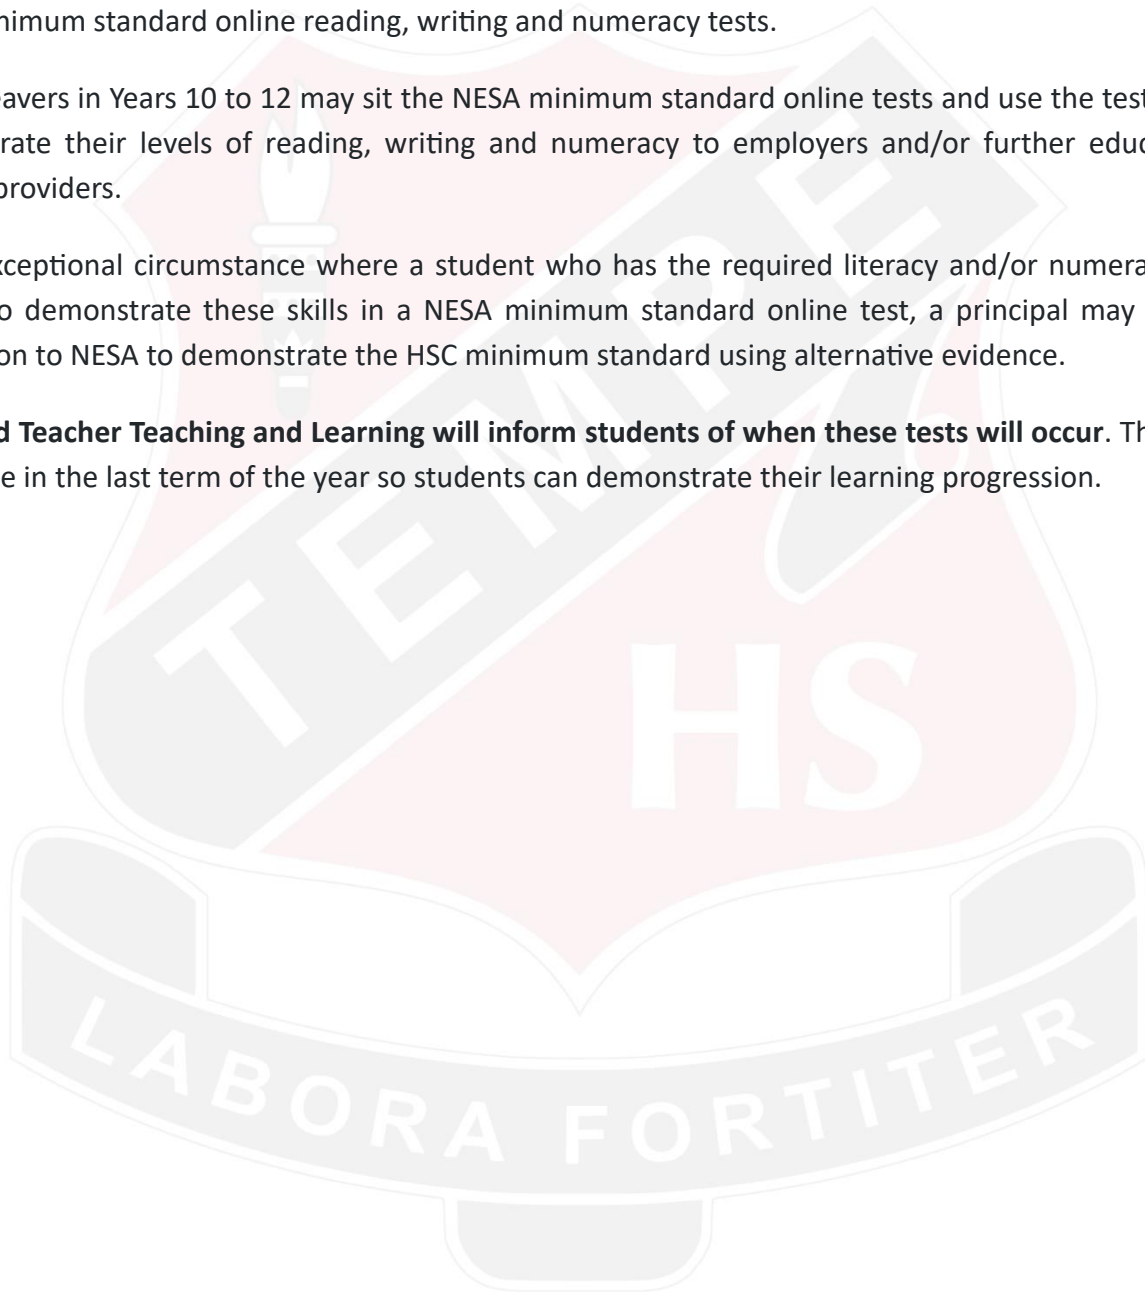 nimum standard online reading, writing and numeracy tests.
eavers in Years 10 to 12 may sit the NESA minimum standard online tests and use the test
rate their levels of reading, writing and numeracy to employers and/or further educ
providers.
xceptional circumstance where a student who has the required literacy and/or numera
o demonstrate these skills in a NESA minimum standard online test, a principal may
ion to NESA to demonstrate the HSC minimum standard using alternative evidence.
d Teacher Teaching and Learning will inform students of when these tests will occur. Th
e in the last term of the year so students can demonstrate their learning progression.
TEMPE
HS
LABORA FORTITER